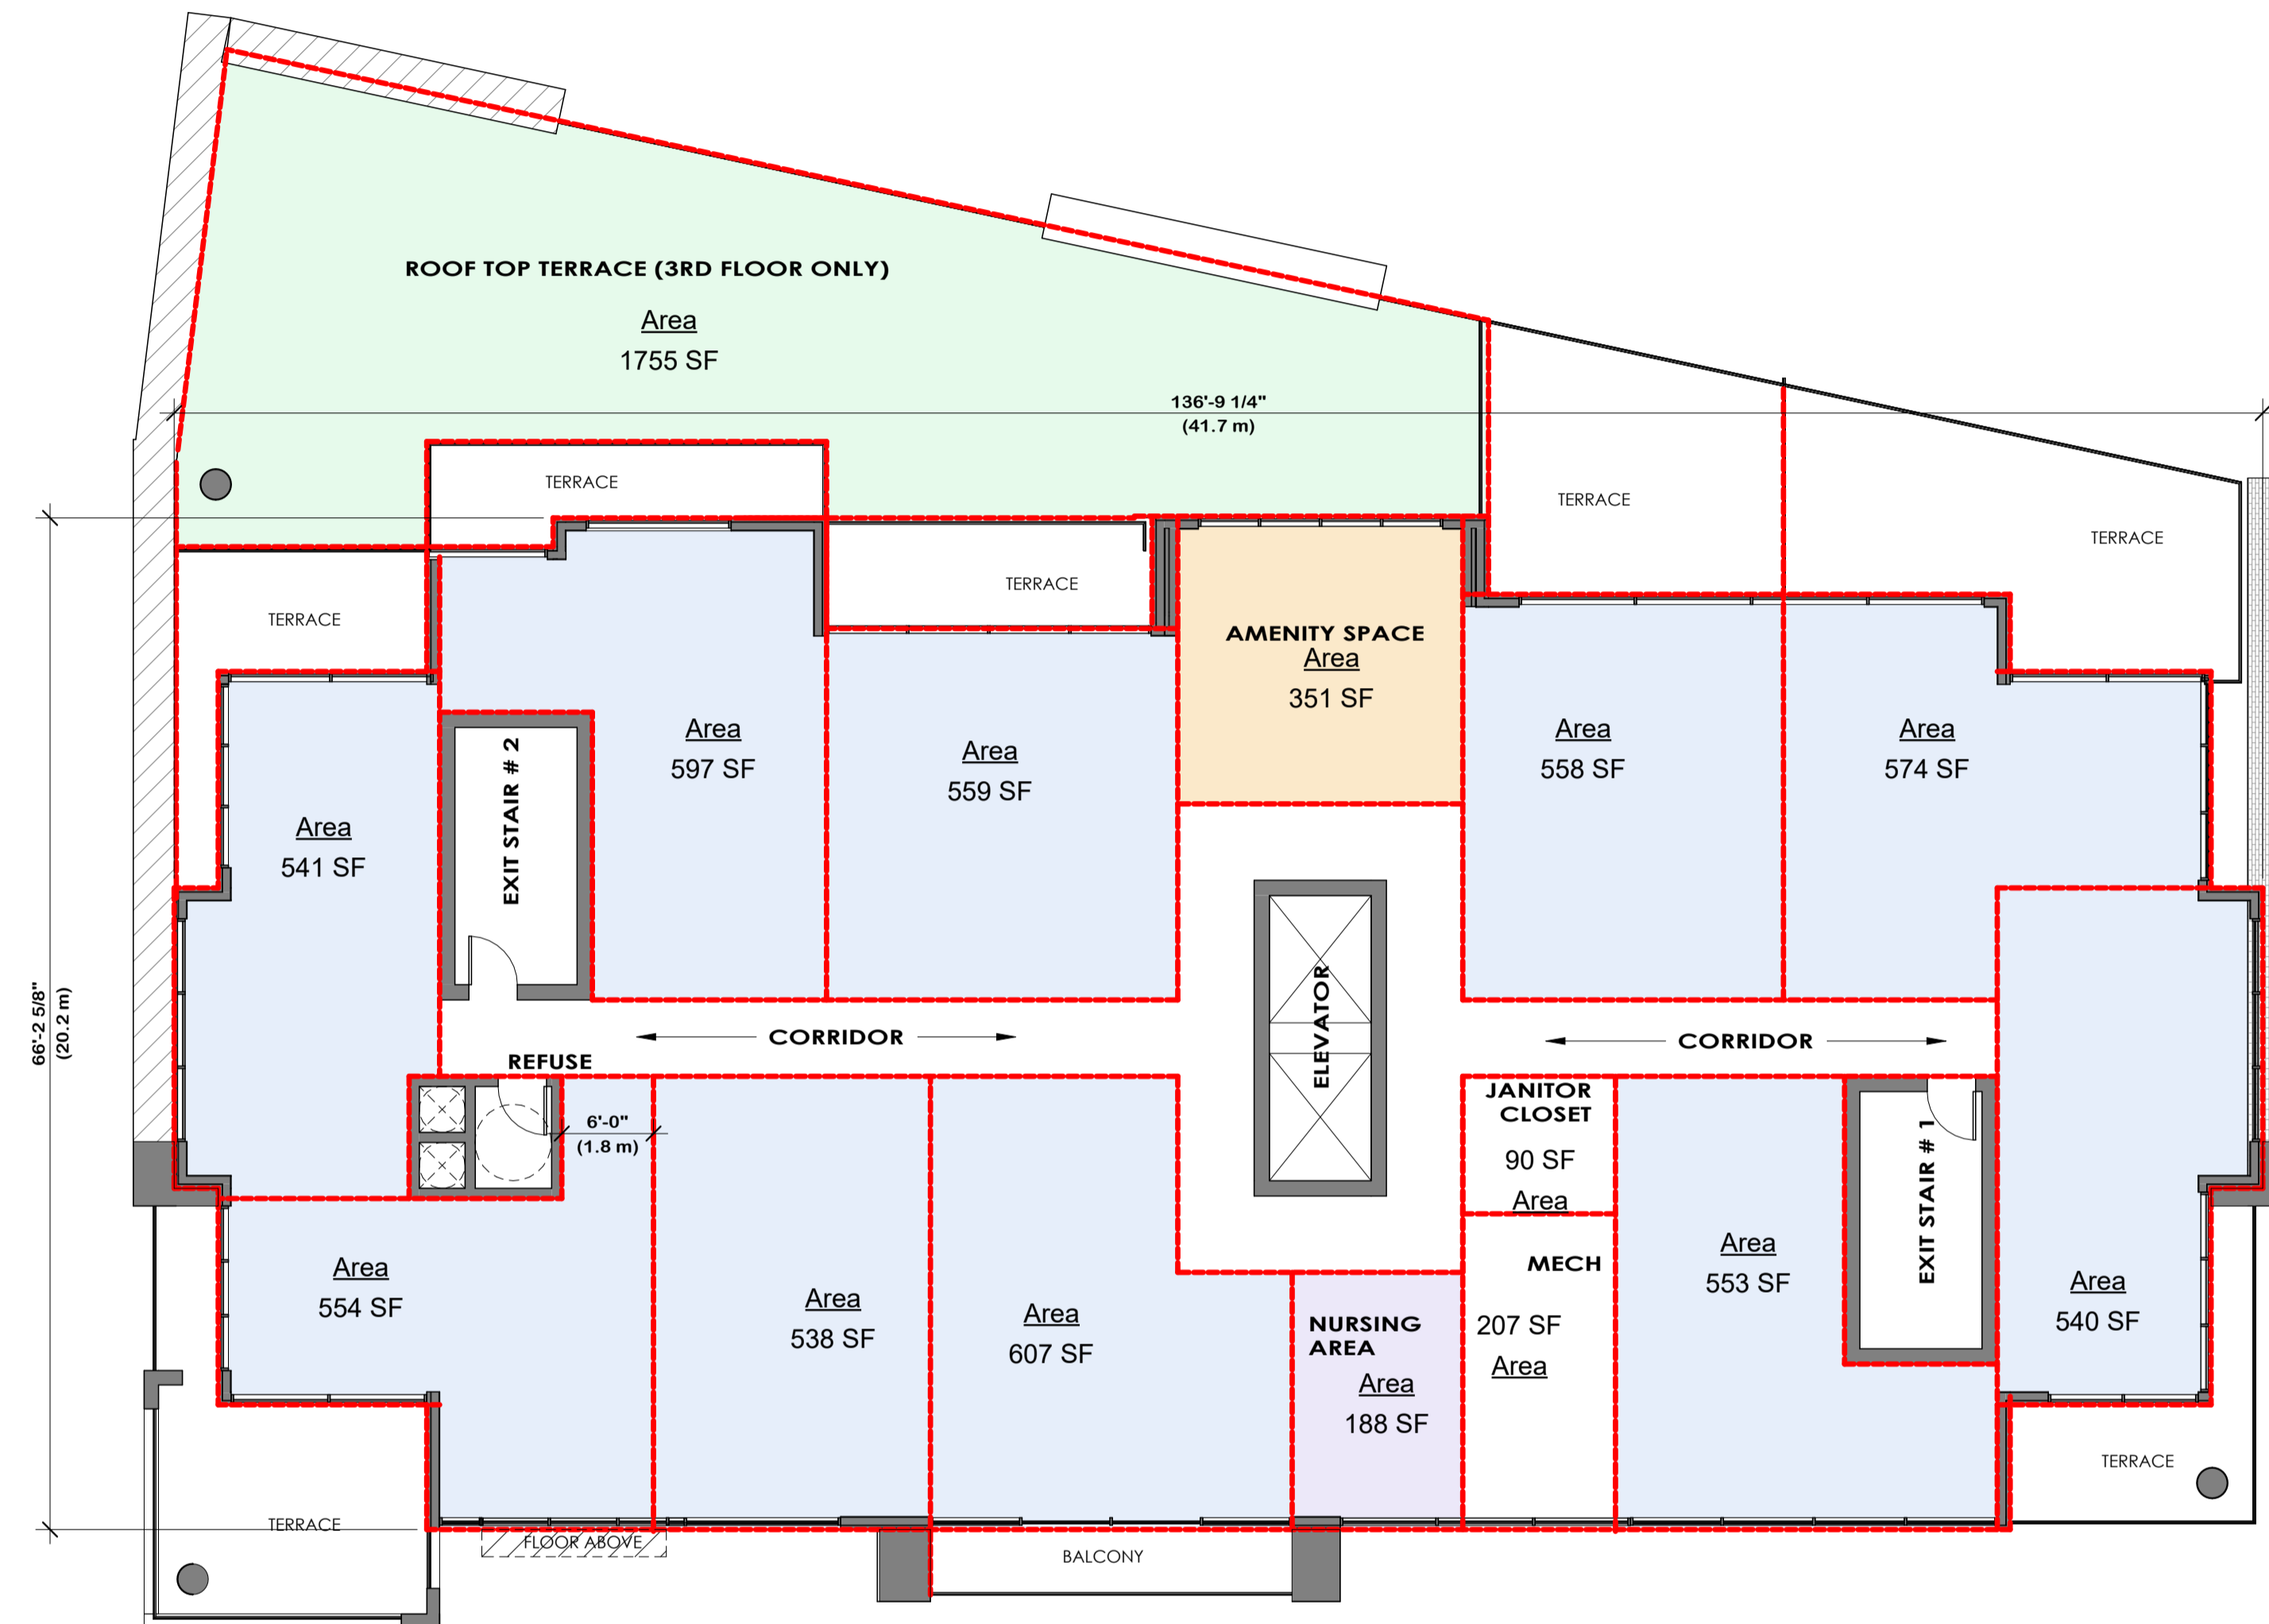 ROOF TOP TERRACE (3RD FLOOR ONLY)
Area
1755 SF
136'-9 1/4"
(41.7 m)
TERRACE
TERRACE
TERRACE
TERRACE
TERRACE
AMENITY SPACE
Area
351 SF
Area
597 SF
Area
559 SF
Area
558 SF
Area
574 SF
EXIT STAIR # 2
Area
541 SF
66'-2 5/8"
(20.2 m)
ELEVATOR
CORRIDOR
CORRIDOR
REFUSE
6'-0"
(1.8 m)
JANITOR
CLOSET
90 SF
Area
EXIT STAIR # 1
MECH
207 SF
Area
Area
553 SF
Area
540 SF
Area
554 SF
Area
538 SF
Area
607 SF
NURSING
AREA
Area
188 SF
TERRACE
TERRACE
FLOOR ABOVE
BALCONY